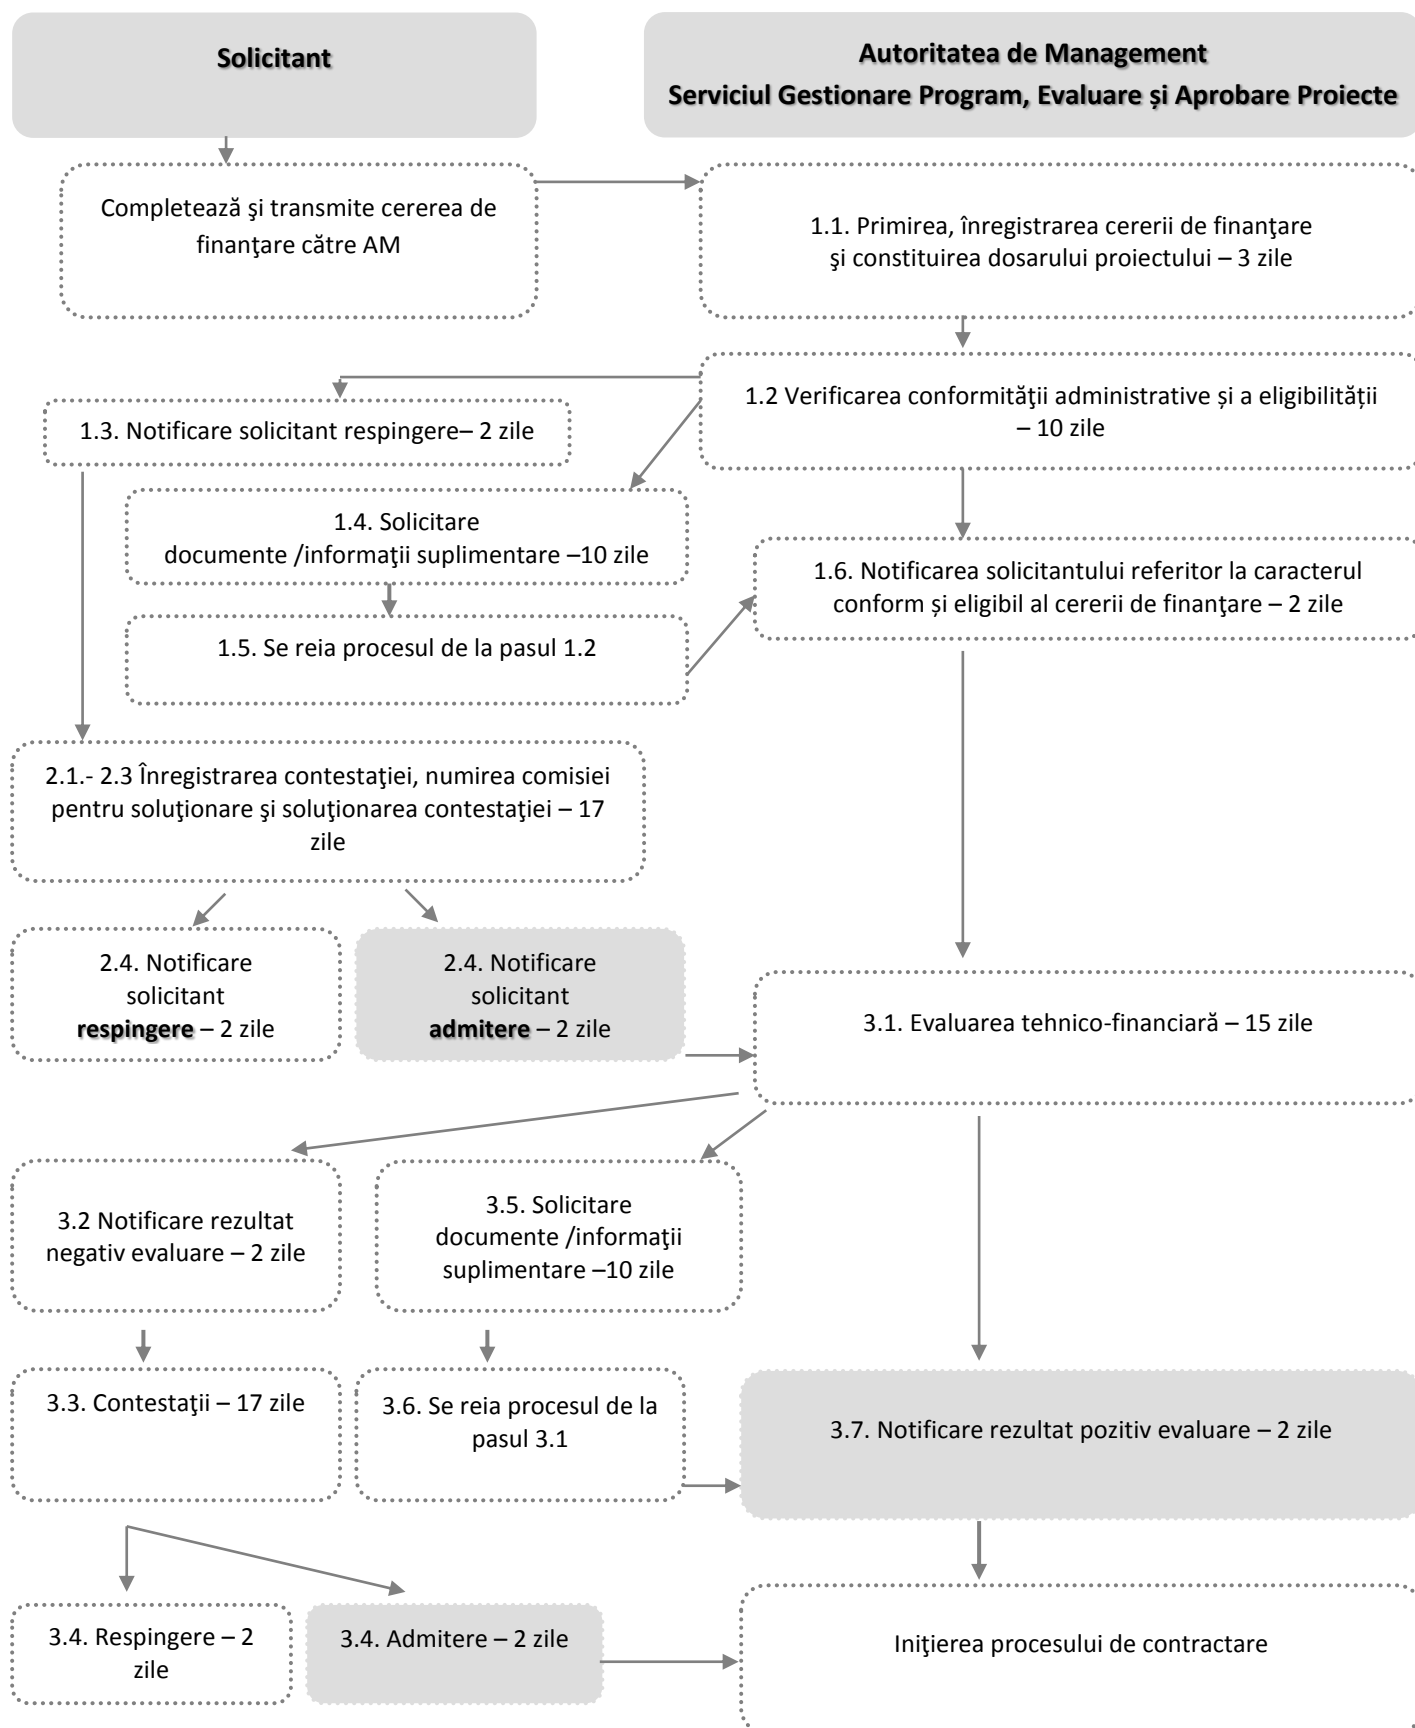 Solicitant
Autoritatea de Management
Serviciul Gestionare Program, Evaluare și Aprobare Proiecte
Completează şi transmite cererea de
finanţare către AM
1.1. Primirea, înregistrarea cererii de finanţare
şi constituirea dosarului proiectului – 3 zile
1.2 Verificarea conformităţii administrative și a eligibilității
– 10 zile
1.3. Notificare solicitant respingere– 2 zile
1.4. Solicitare
documente /informaţii suplimentare –10 zile
1.6. Notificarea solicitantului referitor la caracterul
conform și eligibil al cererii de finanţare – 2 zile
1.5. Se reia procesul de la pasul 1.2
2.1.- 2.3 Înregistrarea contestaţiei, numirea comisiei
pentru soluţionare şi soluţionarea contestaţiei – 17
zile
2.4. Notificare
solicitant
respingere – 2 zile
2.4. Notificare
solicitant
admitere – 2 zile
3.1. Evaluarea tehnico-financiară – 15 zile
3.2 Notificare rezultat
negativ evaluare – 2 zile
3.5. Solicitare
documente /informaţii
suplimentare –10 zile
3.3. Contestaţii – 17 zile
3.6. Se reia procesul de la
pasul 3.1
3.7. Notificare rezultat pozitiv evaluare – 2 zile
3.4. Respingere – 2
zile
3.4. Admitere – 2 zile
Iniţierea procesului de contractare